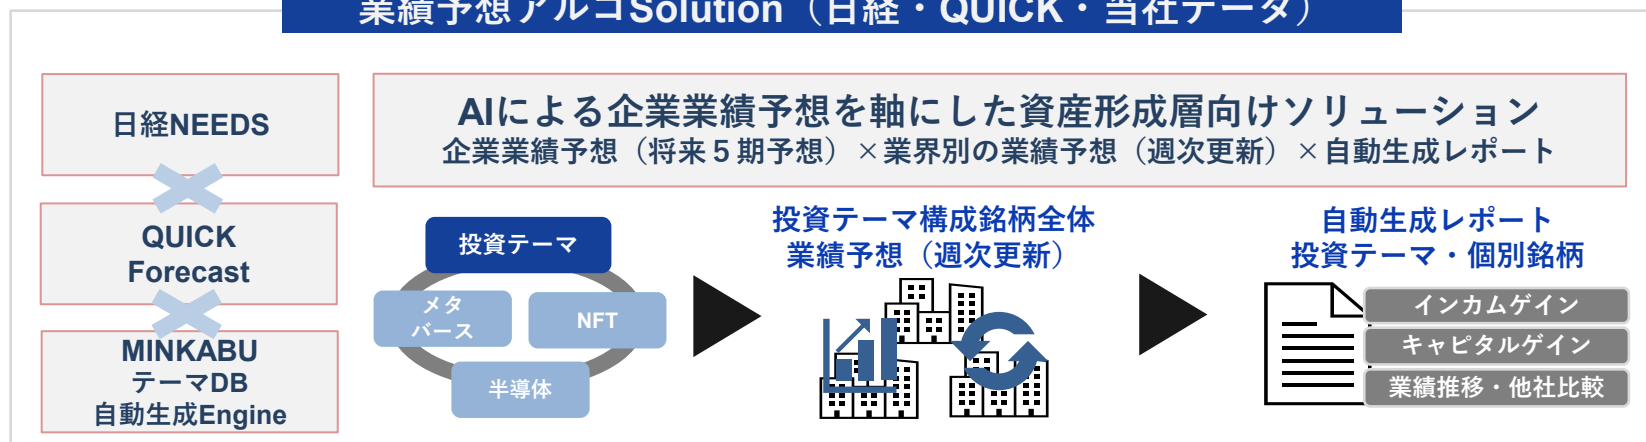 業績予想アルゴSolution（日経・QUICK・当社データ）
日経NEEDS
QUICK
Forecast
MINKABU
テーマDB
自動生成Engine
AIによる企業業績予想を軸にした資産形成層向けソリューション
企業業績予想（将来５期予想）×業界別の業績予想（週次更新）×自動生成レポート
投資テーマ
メタ
バース
NFT
半導体
投資テーマ構成銘柄全体
業績予想（週次更新）
自動生成レポート
投資テーマ・個別銘柄
インカムゲイン
キャピタルゲイン
業績推移・他社比較